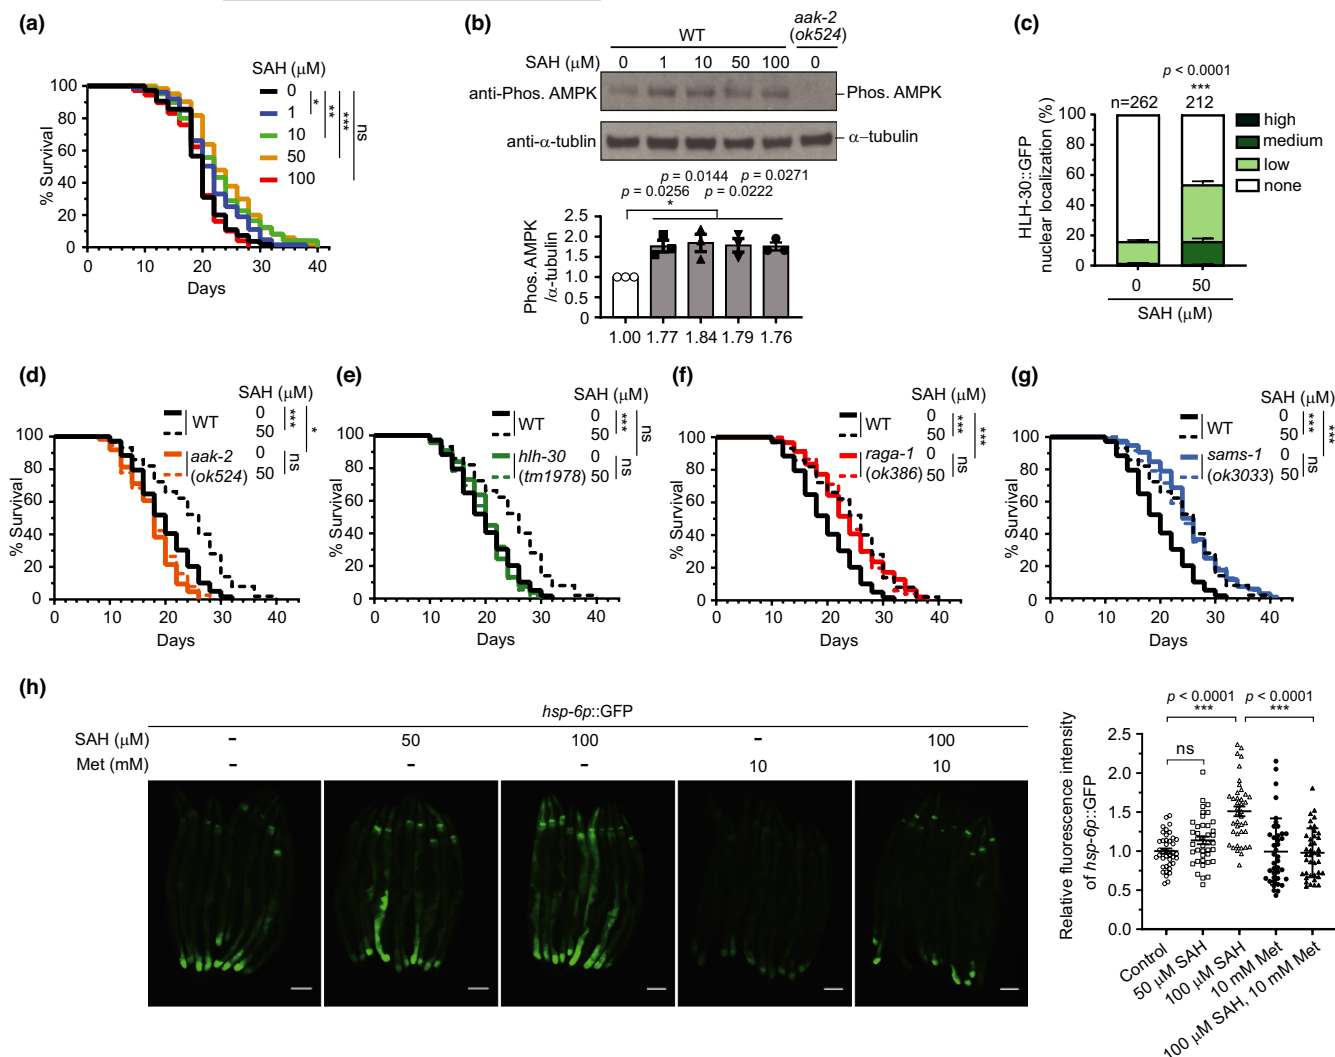 (a)
SAH (μM)
0
1
10
50
100
*
**
***
ns
% Survival
100
80
60
40
20
0
0 10 20 30 40
Days
(b)
WT
aak-2
(ok524)
SAH (μM) 0 1 10 50 100 0
anti-Phos. AMPK
Phos. AMPK
anti-α-tublin
α-tubulin
p = 0.0144 p = 0.0271
p = 0.0256 p = 0.0222
*
Phos. AMPK
/α-tubulin
2.5
2.0
1.5
1.0
0.5
0
1.00 1.77 1.84 1.79 1.76
(c)
p < 0.0001
***
n=262 212
HLH-30::GFP
nuclear localization (%)
100
80
60
40
20
0
high
medium
low
none
0 50
SAH (μM)
(d)
SAH (μM)
WT 0
50
aak-2 0
(ok524) 50
***
*
ns
% Survival
100
80
60
40
20
0
0 10 20 30 40
Days
(e)
SAH (μM)
WT 0
50
hlh-30 0
(tm1978) 50
***
ns
ns
% Survival
100
80
60
40
20
0
0 10 20 30 40
Days
(f)
SAH (μM)
WT 0
50
raga-1 0
(ok386) 50
***
***
ns
% Survival
100
80
60
40
20
0
0 10 20 30 40
Days
(g)
SAH (μM)
WT 0
50
sams-1 0
(ok3033) 50
***
***
ns
% Survival
100
80
60
40
20
0
0 10 20 30 40
Days
(h)
hsp-6p::GFP
SAH (μM) – 50 100 – 100
Met (mM) – – – 10 10
p < 0.0001 p < 0.0001
*** ***
ns
Relative fluorescence intensity
of hsp-6p::GFP
2.5
2.0
1.5
1.0
0.5
0.0
Control
50 μM SAH
100 μM SAH
10 mM Met
100 μM SAH, 10 mM Met